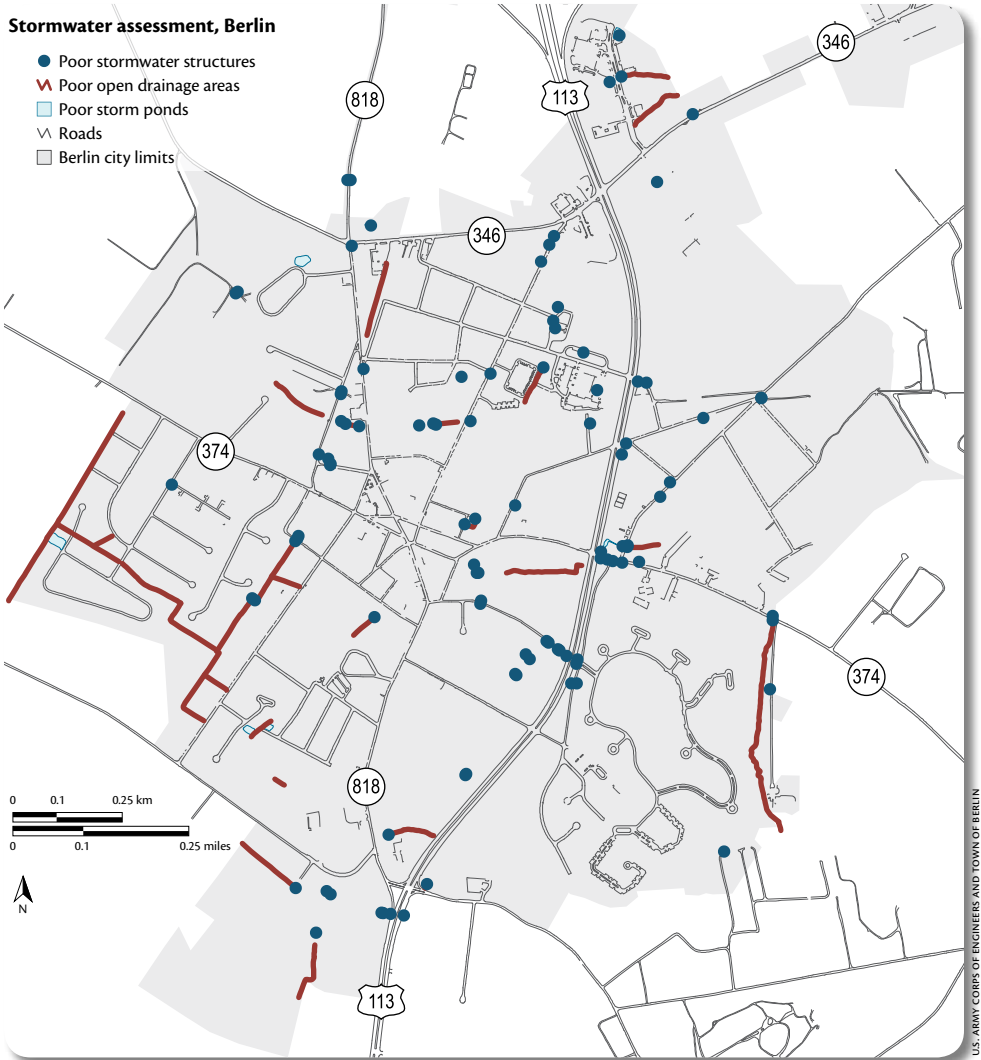 Stormwater assessment, Berlin
Poor stormwater structures
Poor open drainage areas
Poor storm ponds
Roads
Berlin city limits
346
818
113
346
374
374
818
0 0.1 0.25 km
0 0.1 0.25 miles
N
113
U.S. ARMY CORPS OF ENGINEERS AND TOWN OF BERLIN